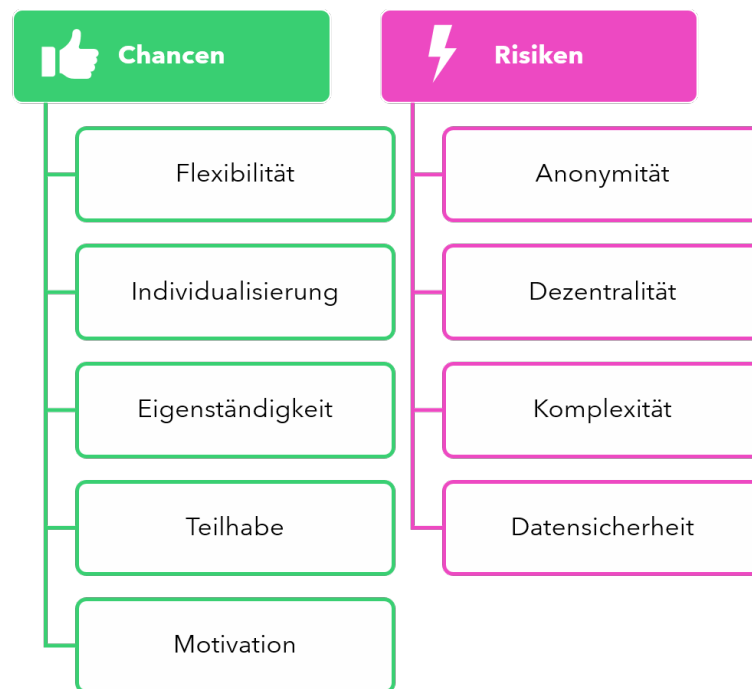 Chancen
Flexibilität
Individualisierung
Eigenständigkeit
Teilhabe
Motivation
Risiken
Anonymität
Dezentralität
Komplexität
Datensicherheit